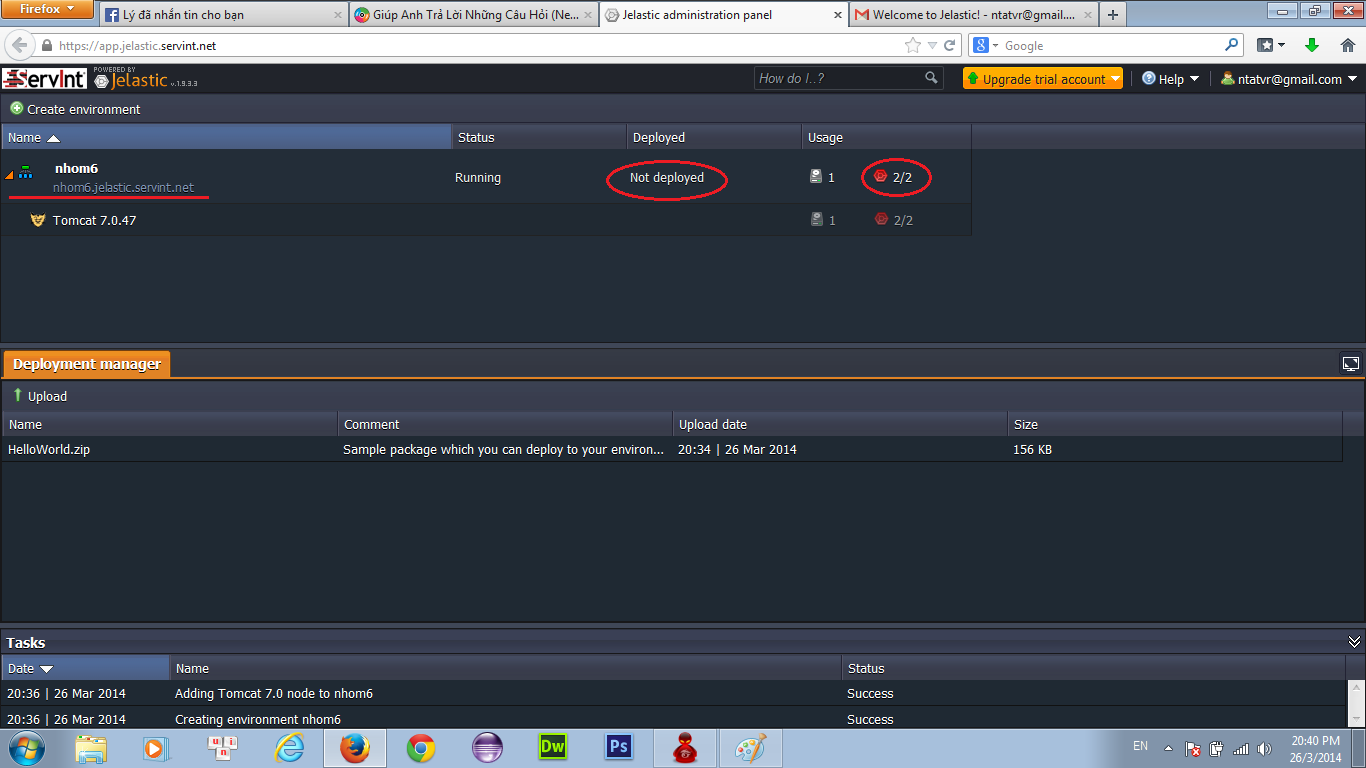 Firefox
Lý đã nhắn tin cho bạn
Giúp Anh Trả Lời Những Câu Hỏi (Ne...
Jelastic administration panel
Welcome to Jelastic! - ntatvr@gmail....
https://app.jelastic.servint.net
Google
ServInt POWERED BY Jelastic v.1.9.3.9
How do I..?
Upgrade trial account
Help
ntatvr@gmail.com
Create environment
Name Status Deployed Usage
nhom6
nhom6.jelastic.servint.net
Running Not deployed 1 2/2
Tomcat 7.0.47 1 2/2
Deployment manager
Upload
Name Comment Upload date Size
HelloWorld.zip Sample package which you can deploy to your environ... 20:34 | 26 Mar 2014 156 KB
Tasks
Date Name Status
20:36 | 26 Mar 2014 Adding Tomcat 7.0 node to nhom6 Success
20:36 | 26 Mar 2014 Creating environment nhom6 Success
Dw
Ps
EN
20:40 PM
26/3/2014